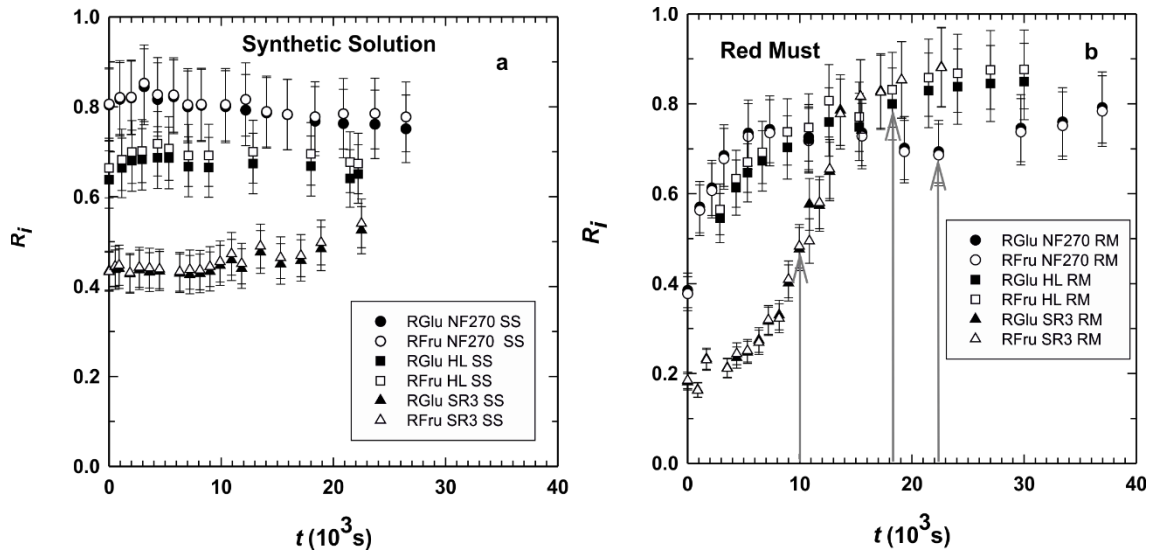 Synthetic Solution
a
1.0
0.8
0.6
0.4
0.2
0.0
R_i
RGlu NF270 SS
RFru NF270 SS
RGlu HL SS
RFru HL SS
RGlu SR3 SS
RFru SR3 SS
0 10 20 30 40
t (10³s)
Red Must
b
1.0
0.8
0.6
0.4
0.2
0.0
R_i
RGlu NF270 RM
RFru NF270 RM
RGlu HL RM
RFru HL RM
RGlu SR3 RM
RFru SR3 RM
0 10 20 30 40
t (10³s)